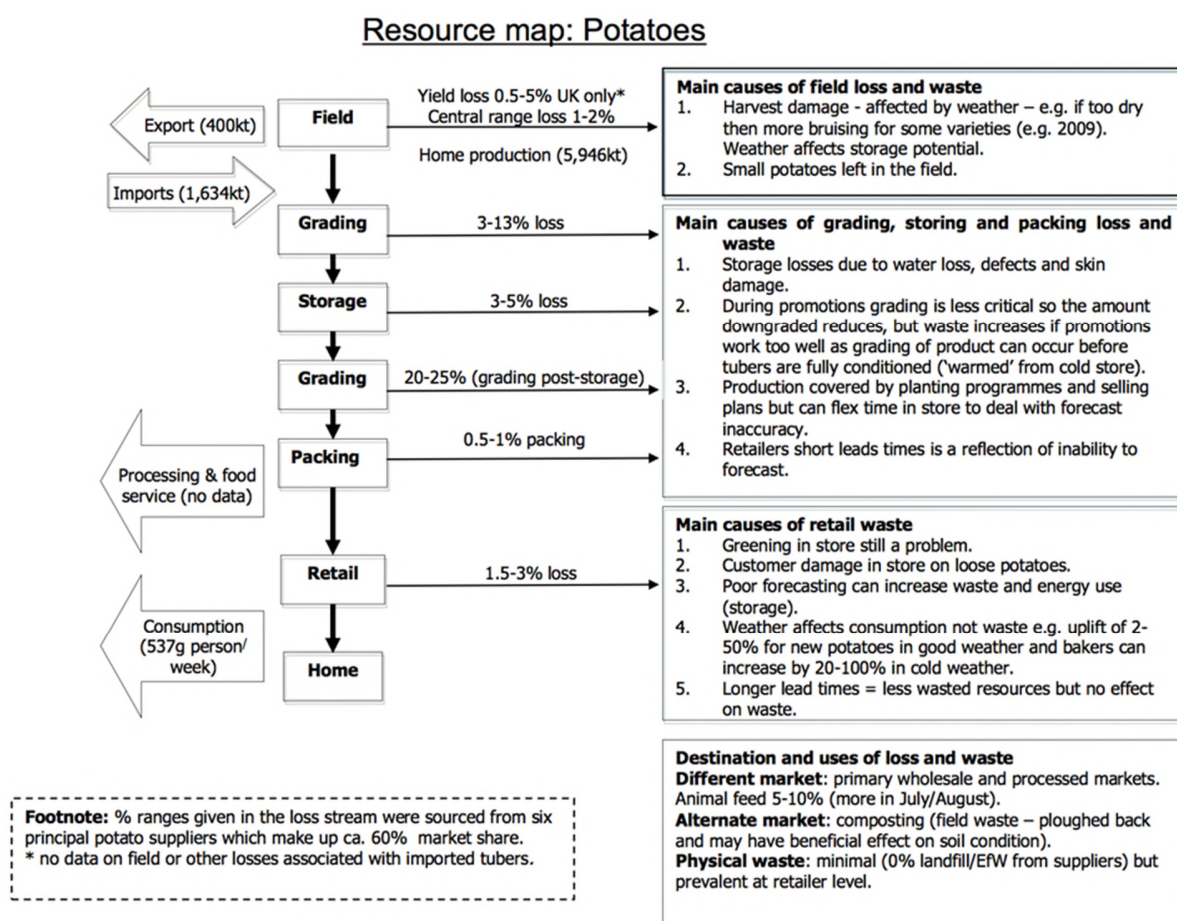 Resource map: Potatoes
Export (400kt)
Field
Yield loss 0.5-5% UK only*
Central range loss 1-2%
Home production (5,946kt)
Main causes of field loss and waste
1. Harvest damage - affected by weather – e.g. if too dry
then more bruising for some varieties (e.g. 2009).
Weather affects storage potential.
2. Small potatoes left in the field.
Imports (1,634kt)
Grading
3-13% loss
Storage
3-5% loss
Grading
20-25% (grading post-storage)
Packing
0.5-1% packing
Main causes of grading, storing and packing loss and
waste
1. Storage losses due to water loss, defects and skin
damage.
2. During promotions grading is less critical so the amount
downgraded reduces, but waste increases if promotions
work too well as grading of product can occur before
tubers are fully conditioned (‘warmed’ from cold store).
3. Production covered by planting programmes and selling
plans but can flex time in store to deal with forecast
inaccuracy.
4. Retailers short leads times is a reflection of inability to
forecast.
Processing & food
service (no data)
Retail
1.5-3% loss
Main causes of retail waste
1. Greening in store still a problem.
2. Customer damage in store on loose potatoes.
3. Poor forecasting can increase waste and energy use
(storage).
4. Weather affects consumption not waste e.g. uplift of 2-
50% for new potatoes in good weather and bakers can
increase by 20-100% in cold weather.
5. Longer lead times = less wasted resources but no effect
on waste.
Consumption
(537g person/
week)
Home
Destination and uses of loss and waste
Different market: primary wholesale and processed markets.
Animal feed 5-10% (more in July/August).
Alternate market: composting (field waste – ploughed back
and may have beneficial effect on soil condition).
Physical waste: minimal (0% landfill/EfW from suppliers) but
prevalent at retailer level.
Footnote: % ranges given in the loss stream were sourced from six
principal potato suppliers which make up ca. 60% market share.
* no data on field or other losses associated with imported tubers.